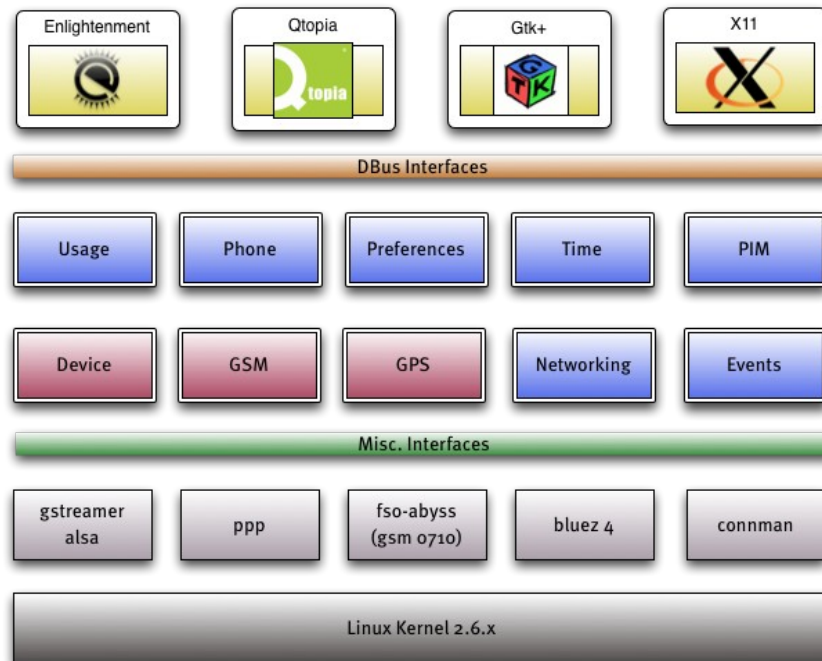 Enlightenment
Qtopia
Gtk+
X11
topia
G
T K
X
DBus Interfaces
Usage
Phone
Preferences
Time
PIM
Device
GSM
GPS
Networking
Events
Misc. Interfaces
gstreamer
alsa
ppp
fso-abyss
(gsm 0710)
bluez 4
connman
Linux Kernel 2.6.x